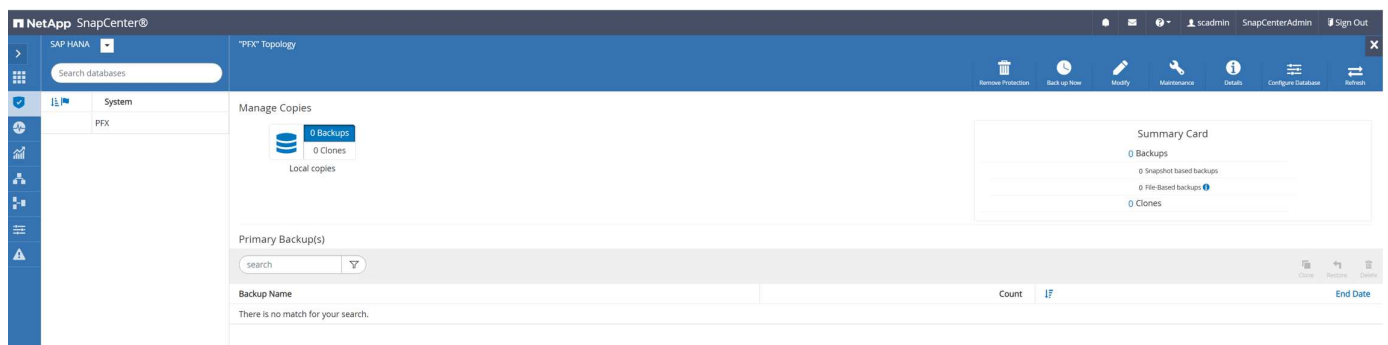 NetApp SnapCenter®
scadmin SnapCenterAdmin Sign Out
SAP HANA
"PFX" Topology
Search databases
Remove Protection Back up Now Modify Maintenance Details Configure Database Refresh
System
PFX
Manage Copies
0 Backups
0 Clones
Local copies
Summary Card
0 Backups
0 Snapshot based backups
0 File-Based backups
0 Clones
Primary Backup(s)
search
Clone Restore Delete
Backup Name Count End Date
There is no match for your search.